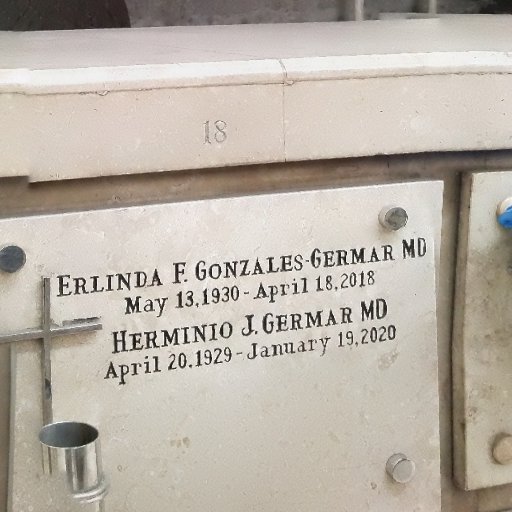 18
ERLINDA F. GONZALES-GERMAR MD
May 13,1930 - April 18,2018
HERMINIO J. GERMAR MD
April 20,1929 - January 19,2020